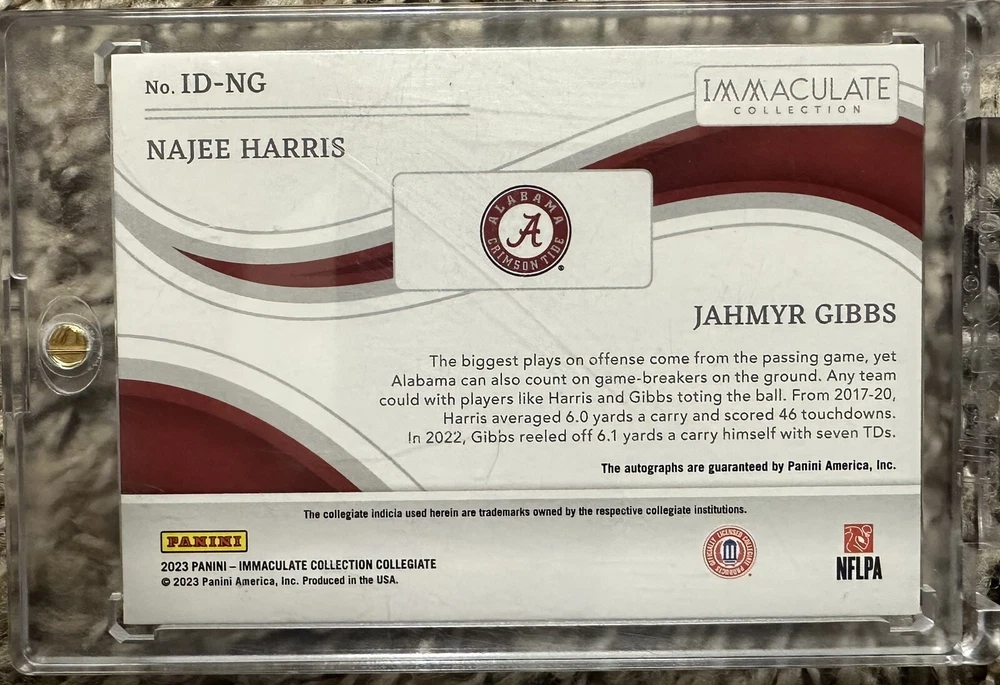 No. ID-NG
IMMACULATE
COLLECTION
NAJEE HARRIS
ALABAMA
A
CRIMSON TIDE
JAHMYR GIBBS
The biggest plays on offense come from the passing game, yet
Alabama can also count on game-breakers on the ground. Any team
could with players like Harris and Gibbs toting the ball. From 2017-20,
Harris averaged 6.0 yards a carry and scored 46 touchdowns.
In 2022, Gibbs reeled off 6.1 yards a carry himself with seven TDs.
The autographs are guaranteed by Panini America, Inc.
The collegiate indicia used herein are trademarks owned by the respective collegiate institutions.
PANINI
2023 PANINI – IMMACULATE COLLECTION COLLEGIATE
© 2023 Panini America, Inc. Produced in the USA.
OFFICIALLY LICENSED COLLEGIATE PRODUCTS
NFLPA